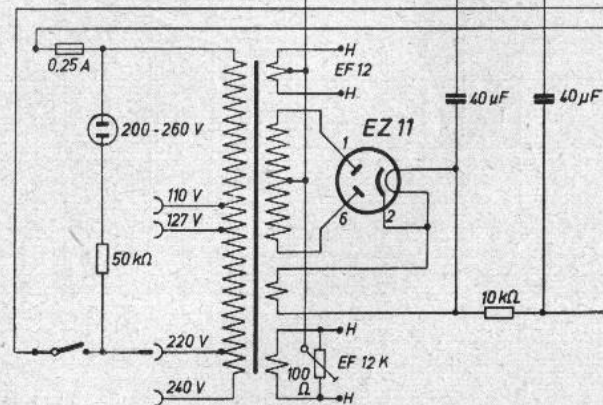 H
EF 12
H
0,25 A
200-260 V
110 V
127 V
50 kΩ
220 V
240 V
EZ 11
1
6
2
40 µF
40 µF
10 kΩ
H
100 Ω
EF 12 K
H